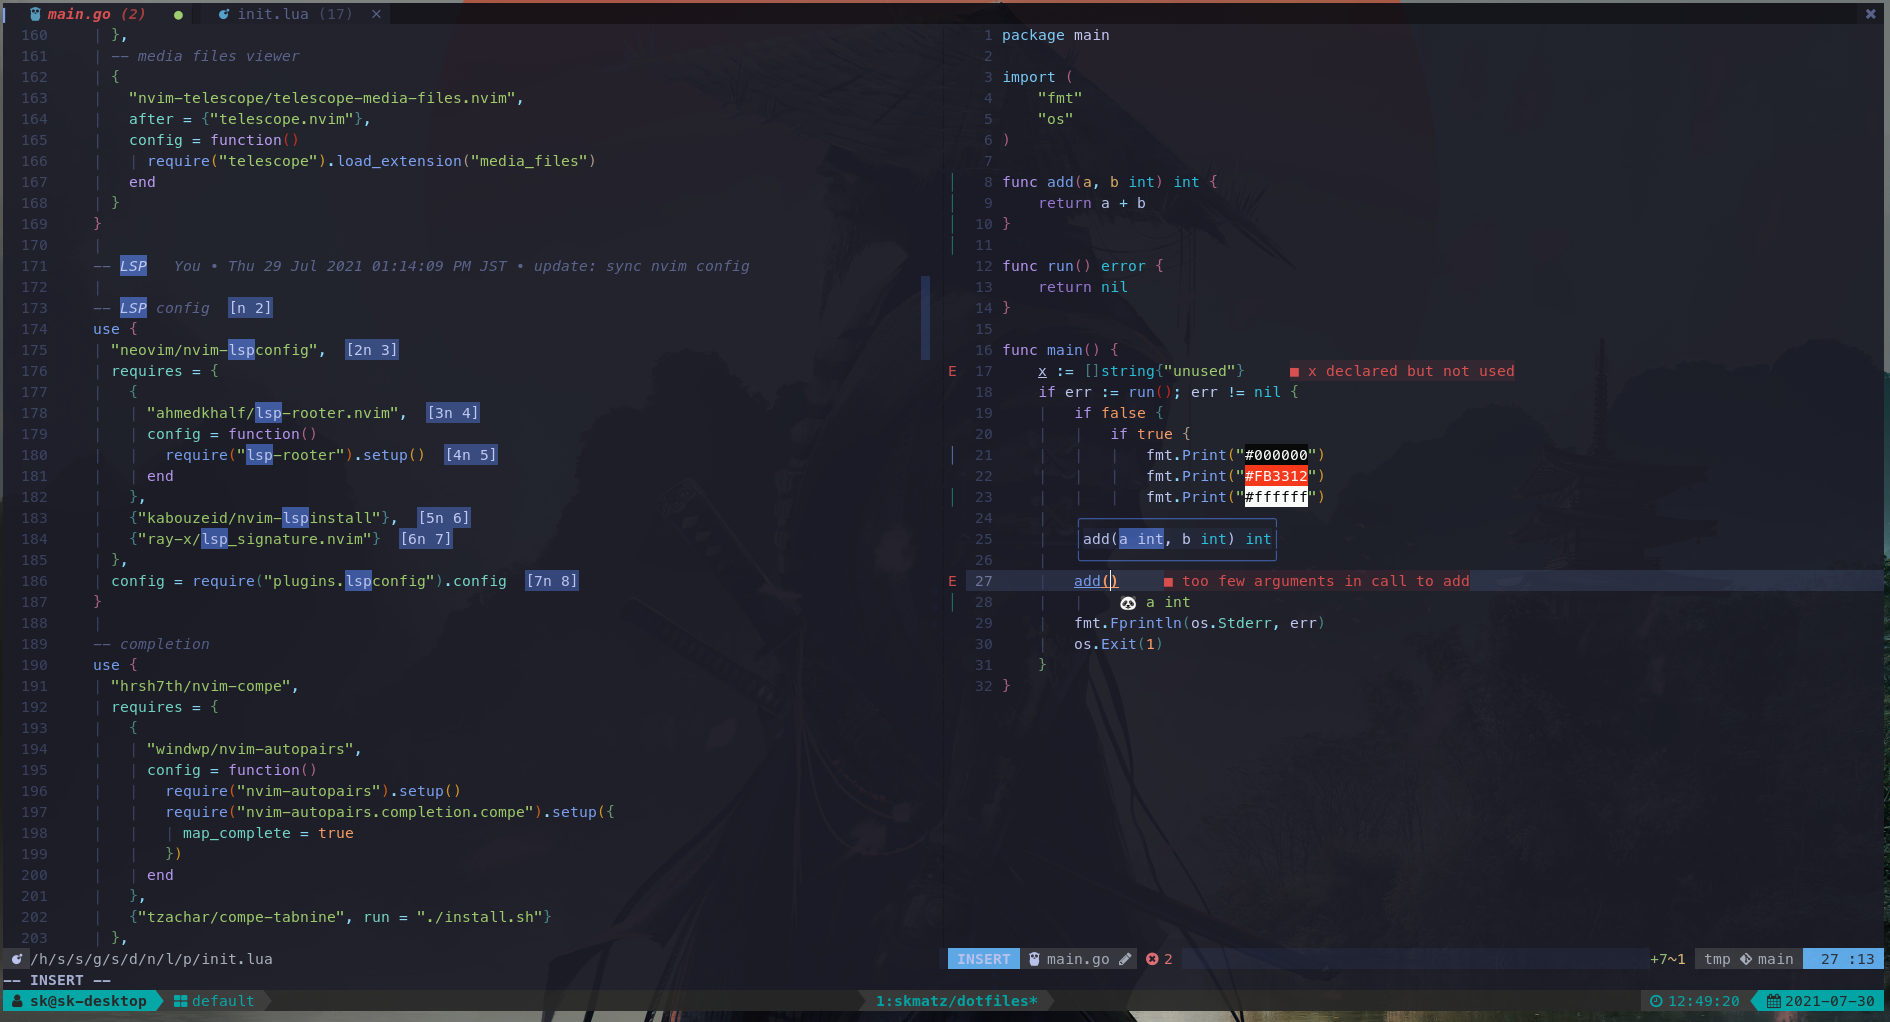 main.go (2) ● init.lua (17) ×
160 },
161 -- media files viewer
162 {
163 "nvim-telescope/telescope-media-files.nvim",
164 after = {"telescope.nvim"},
165 config = function()
166 require("telescope").load_extension("media_files")
167 end
168 }
169 }
170
171 -- LSP You • Thu 29 Jul 2021 01:14:09 PM JST • update: sync nvim config
172
173 -- LSP config [n 2]
174 use {
175 "neovim/nvim-lspconfig", [2n 3]
176 requires = {
177 {
178 "ahmedkhalf/lsp-rooter.nvim", [3n 4]
179 config = function()
180 require("lsp-rooter").setup() [4n 5]
181 end
182 },
183 {"kabouzeid/nvim-lspinstall"}, [5n 6]
184 {"ray-x/lsp_signature.nvim"} [6n 7]
185 },
186 config = require("plugins.lspconfig").config [7n 8]
187 }
188
189 -- completion
190 use {
191 "hrsh7th/nvim-compe",
192 requires = {
193 {
194 "windwp/nvim-autopairs",
195 config = function()
196 require("nvim-autopairs").setup()
197 require("nvim-autopairs.completion.compe").setup({
198 map_complete = true
199 })
200 end
201 },
202 {"tzachar/compe-tabnine", run = "./install.sh"}
203 },
/h/s/s/g/s/d/n/l/p/init.lua
1 package main
2
3 import (
4 "fmt"
5 "os"
6 )
7
8 func add(a, b int) int {
9 return a + b
10 }
11
12 func run() error {
13 return nil
14 }
15
16 func main() {
E 17 x := []string{"unused"} ■ x declared but not used
18 if err := run(); err != nil {
19 if false {
20 if true {
21 fmt.Print("#000000")
22 fmt.Print("#FB3312")
23 fmt.Print("#ffffff")
24
25 add(a int, b int) int
26
E 27 add() ■ too few arguments in call to add
28 🐼 a int
29 fmt.Fprintln(os.Stderr, err)
30 os.Exit(1)
31 }
32 }
INSERT main.go 2 +7~1 tmp main 27 :13
-- INSERT --
sk@sk-desktop default 1:skmatz/dotfiles* 12:49:20 2021-07-30